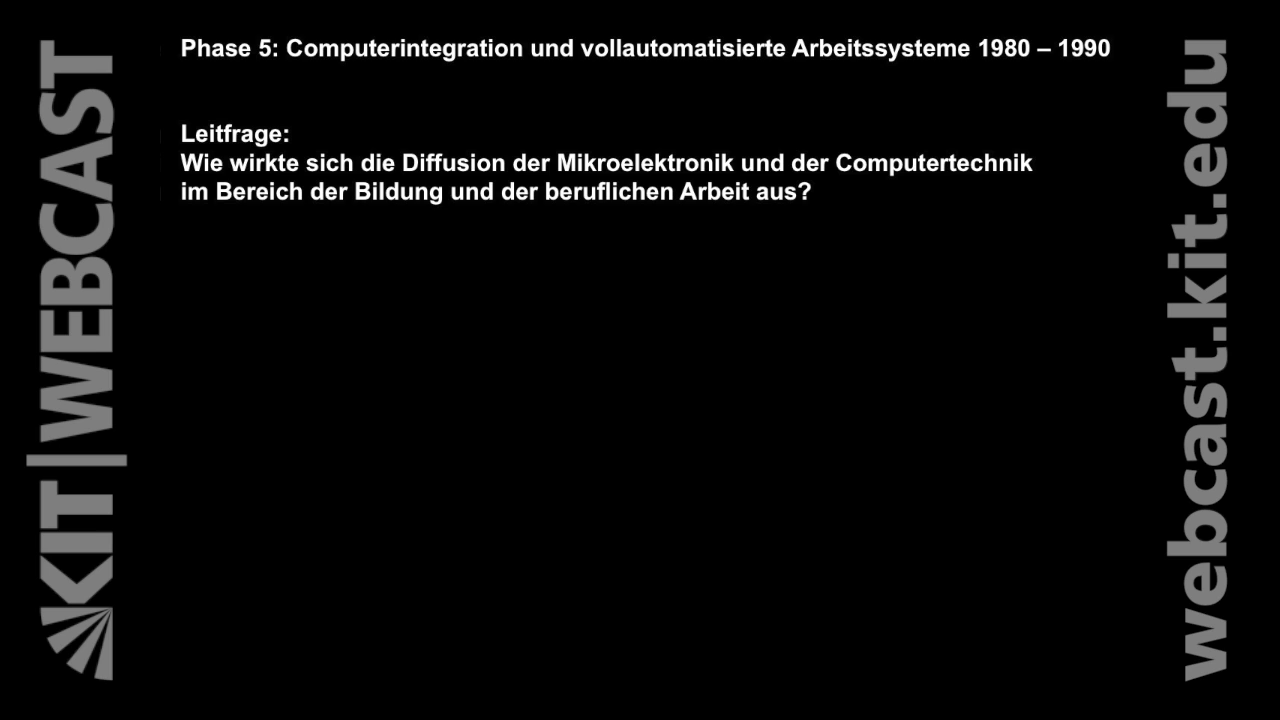 KIT|WEBCAST
Phase 5: Computerintegration und vollautomatisierte Arbeitssysteme 1980 – 1990
Leitfrage:
Wie wirkte sich die Diffusion der Mikroelektronik und der Computertechnik
im Bereich der Bildung und der beruflichen Arbeit aus?
webcast.kit.edu